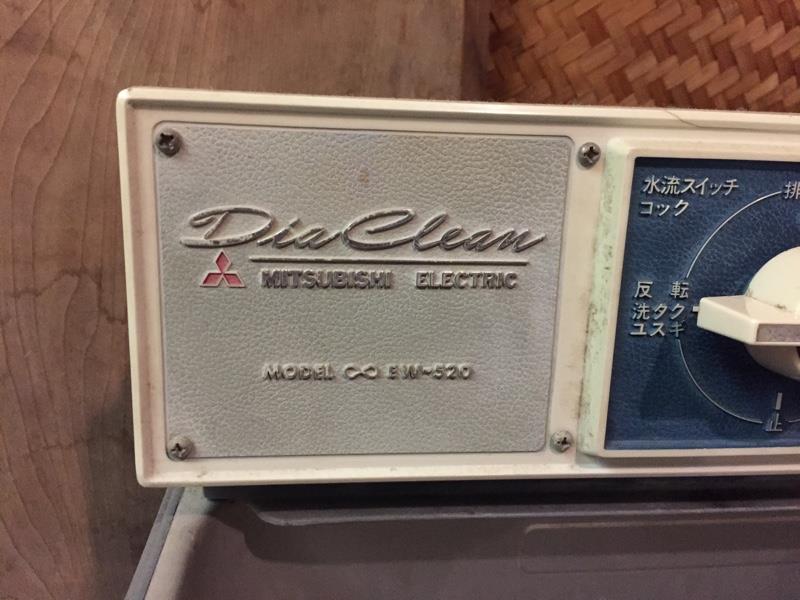 Dia Clean
MITSUBISHI ELECTRIC
MODEL ∞ EW-520
水流スイッチ
コック
排
反転
洗タク
ユスギ
止